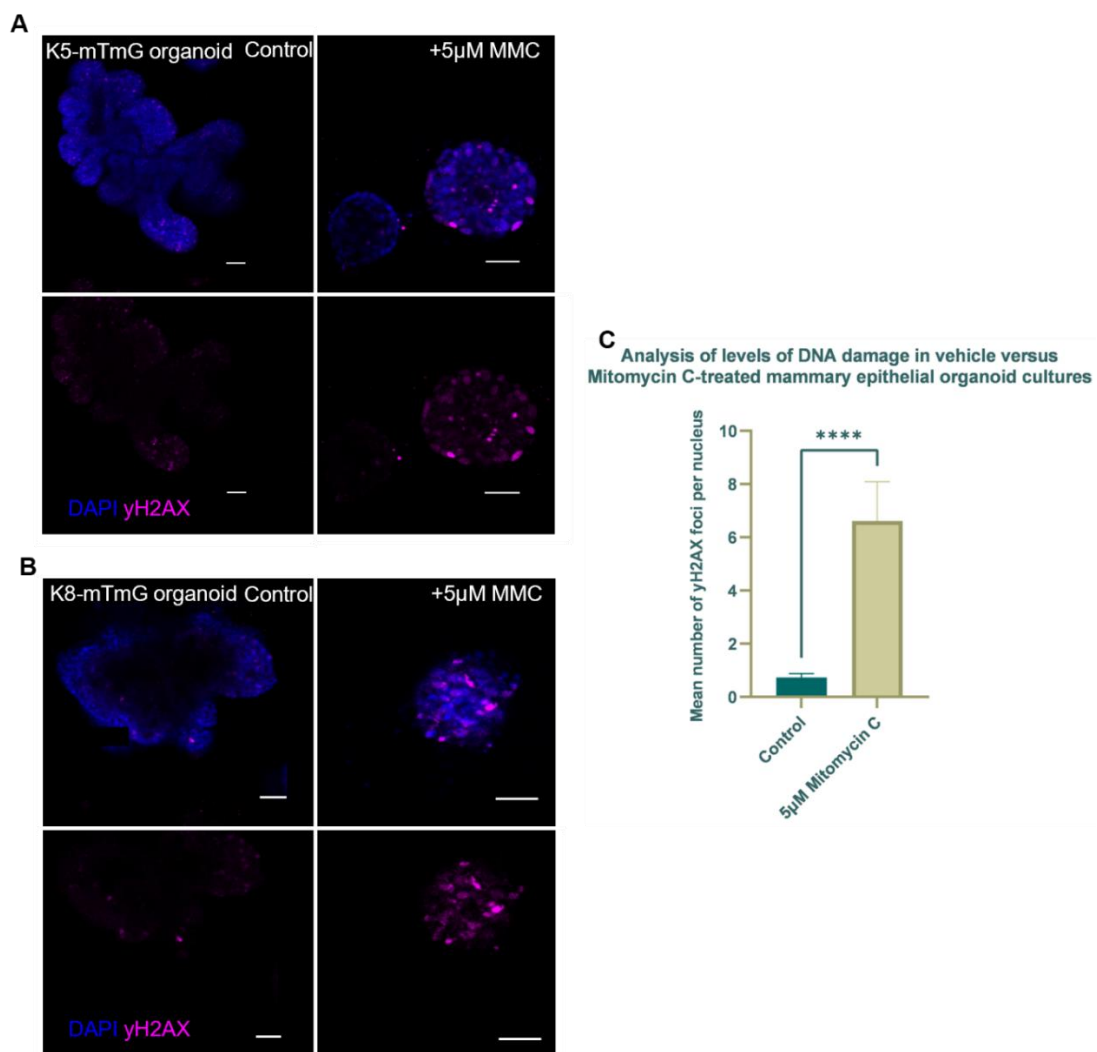 A
K5-mTmG organoid Control +5µM MMC
DAPI yH2AX
B
K8-mTmG organoid Control +5µM MMC
DAPI yH2AX
C
Analysis of levels of DNA damage in vehicle versus
Mitomycin C-treated mammary epithelial organoid cultures
Mean number of yH2AX foci per nucleus
10
8
6
4
2
0
****
Control
5µM Mitomycin C